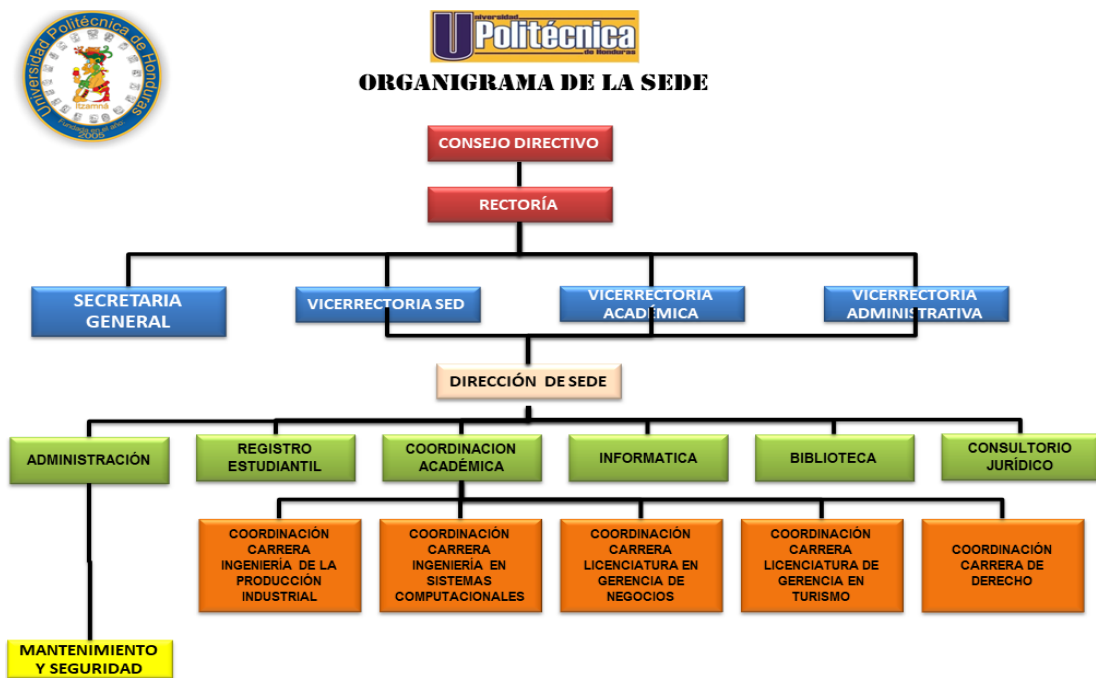 Universidad Politécnica de Honduras
Itzamná
Fundada en el año
2005
Universidad
Politécnica
de Honduras
ORGANIGRAMA DE LA SEDE
CONSEJO DIRECTIVO
RECTORÍA
SECRETARIA
GENERAL
VICERRECTORIA SED
VICERRECTORIA
ACADÉMICA
VICERRECTORIA
ADMINISTRATIVA
DIRECCIÓN DE SEDE
ADMINISTRACIÓN
REGISTRO
ESTUDIANTIL
COORDINACION
ACADÉMICA
INFORMATICA
BIBLIOTECA
CONSULTORIO
JURÍDICO
COORDINACIÓN
CARRERA
INGENIERÍA DE LA
PRODUCCIÓN
INDUSTRIAL
COORDINACIÓN
CARRERA
INGENIERÍA EN
SISTEMAS
COMPUTACIONALES
COORDINACIÓN
CARRERA
LICENCIATURA EN
GERENCIA DE
NEGOCIOS
COORDINACIÓN
CARRERA
LICENCIATURA DE
GERENCIA EN
TURISMO
COORDINACIÓN
CARRERA DE
DERECHO
MANTENIMIENTO
Y SEGURIDAD